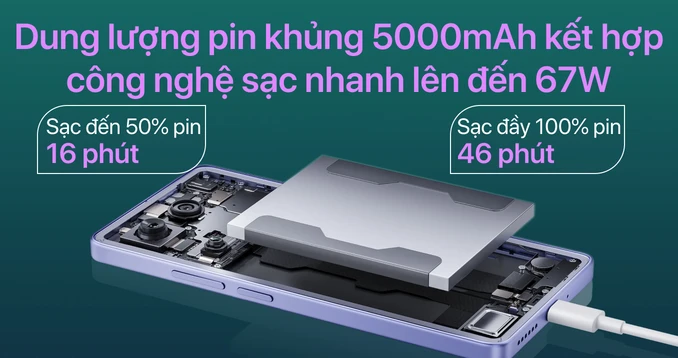 Dung lượng pin khủng 5000mAh kết hợp
công nghệ sạc nhanh lên đến 67W
Sạc đến 50% pin
16 phút
Sạc đầy 100% pin
46 phút